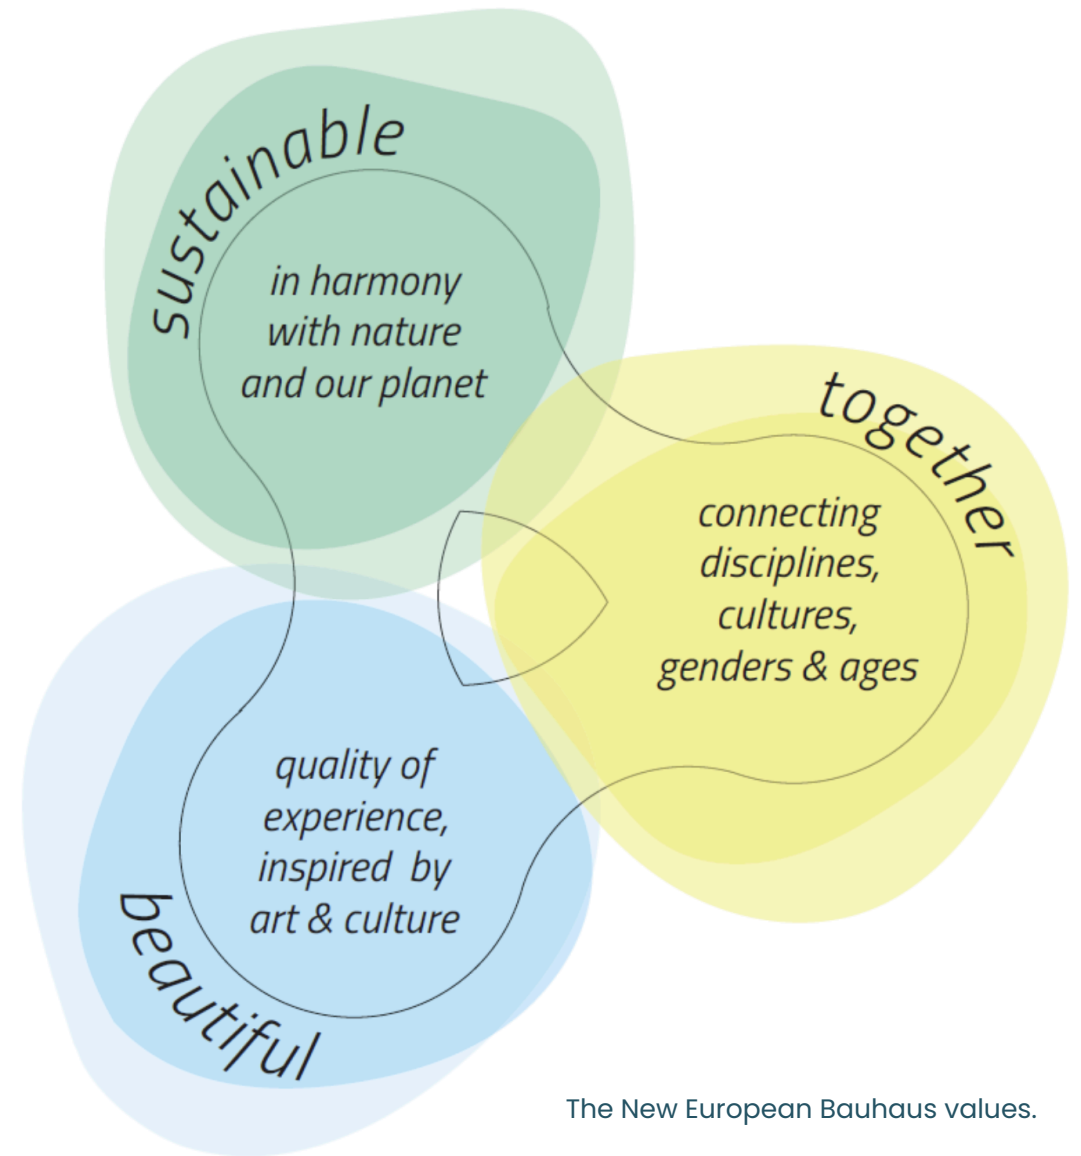 sustainable
in harmony
with nature
and our planet
together
connecting
disciplines,
cultures,
genders & ages
quality of
experience,
inspired by
art & culture
beautiful
The New European Bauhaus values.